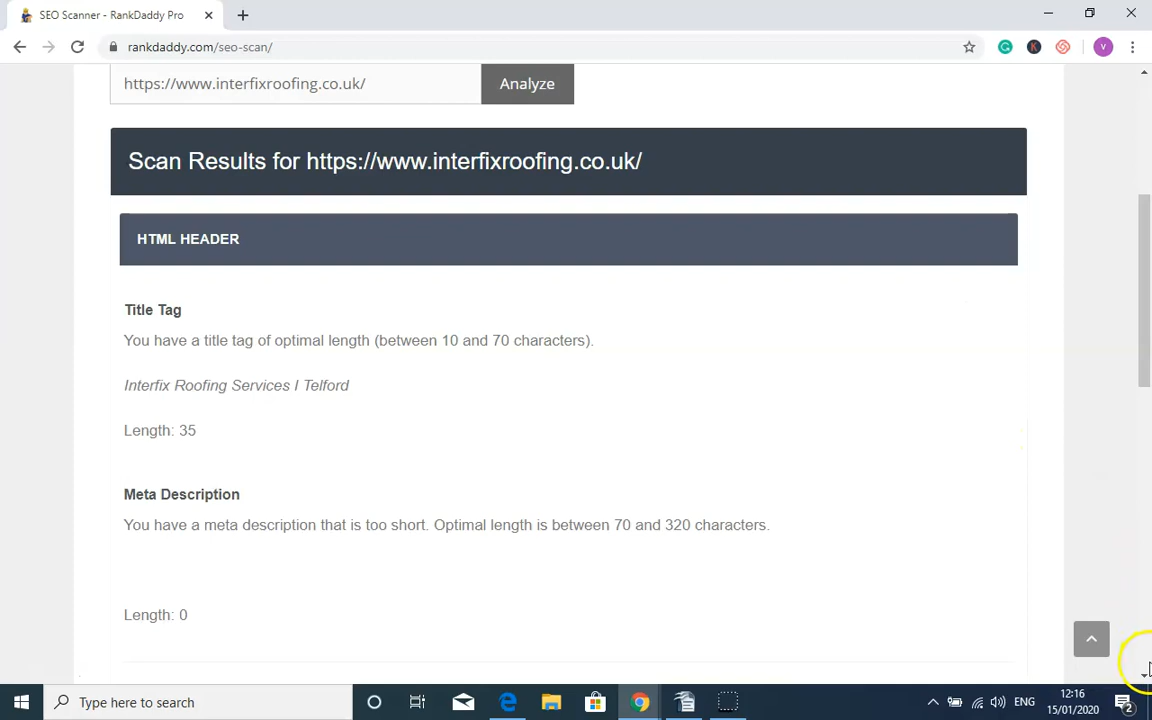 SEO Scanner - RankDaddy Pro
rankdaddy.com/seo-scan/
K
V
https://www.interfixroofing.co.uk/
Analyze
Scan Results for https://www.interfixroofing.co.uk/
HTML HEADER
Title Tag
You have a title tag of optimal length (between 10 and 70 characters).
Interfix Roofing Services I Telford
Length: 35
Meta Description
You have a meta description that is too short. Optimal length is between 70 and 320 characters.
Length: 0
Type here to search
ENG
12:16
15/01/2020
2